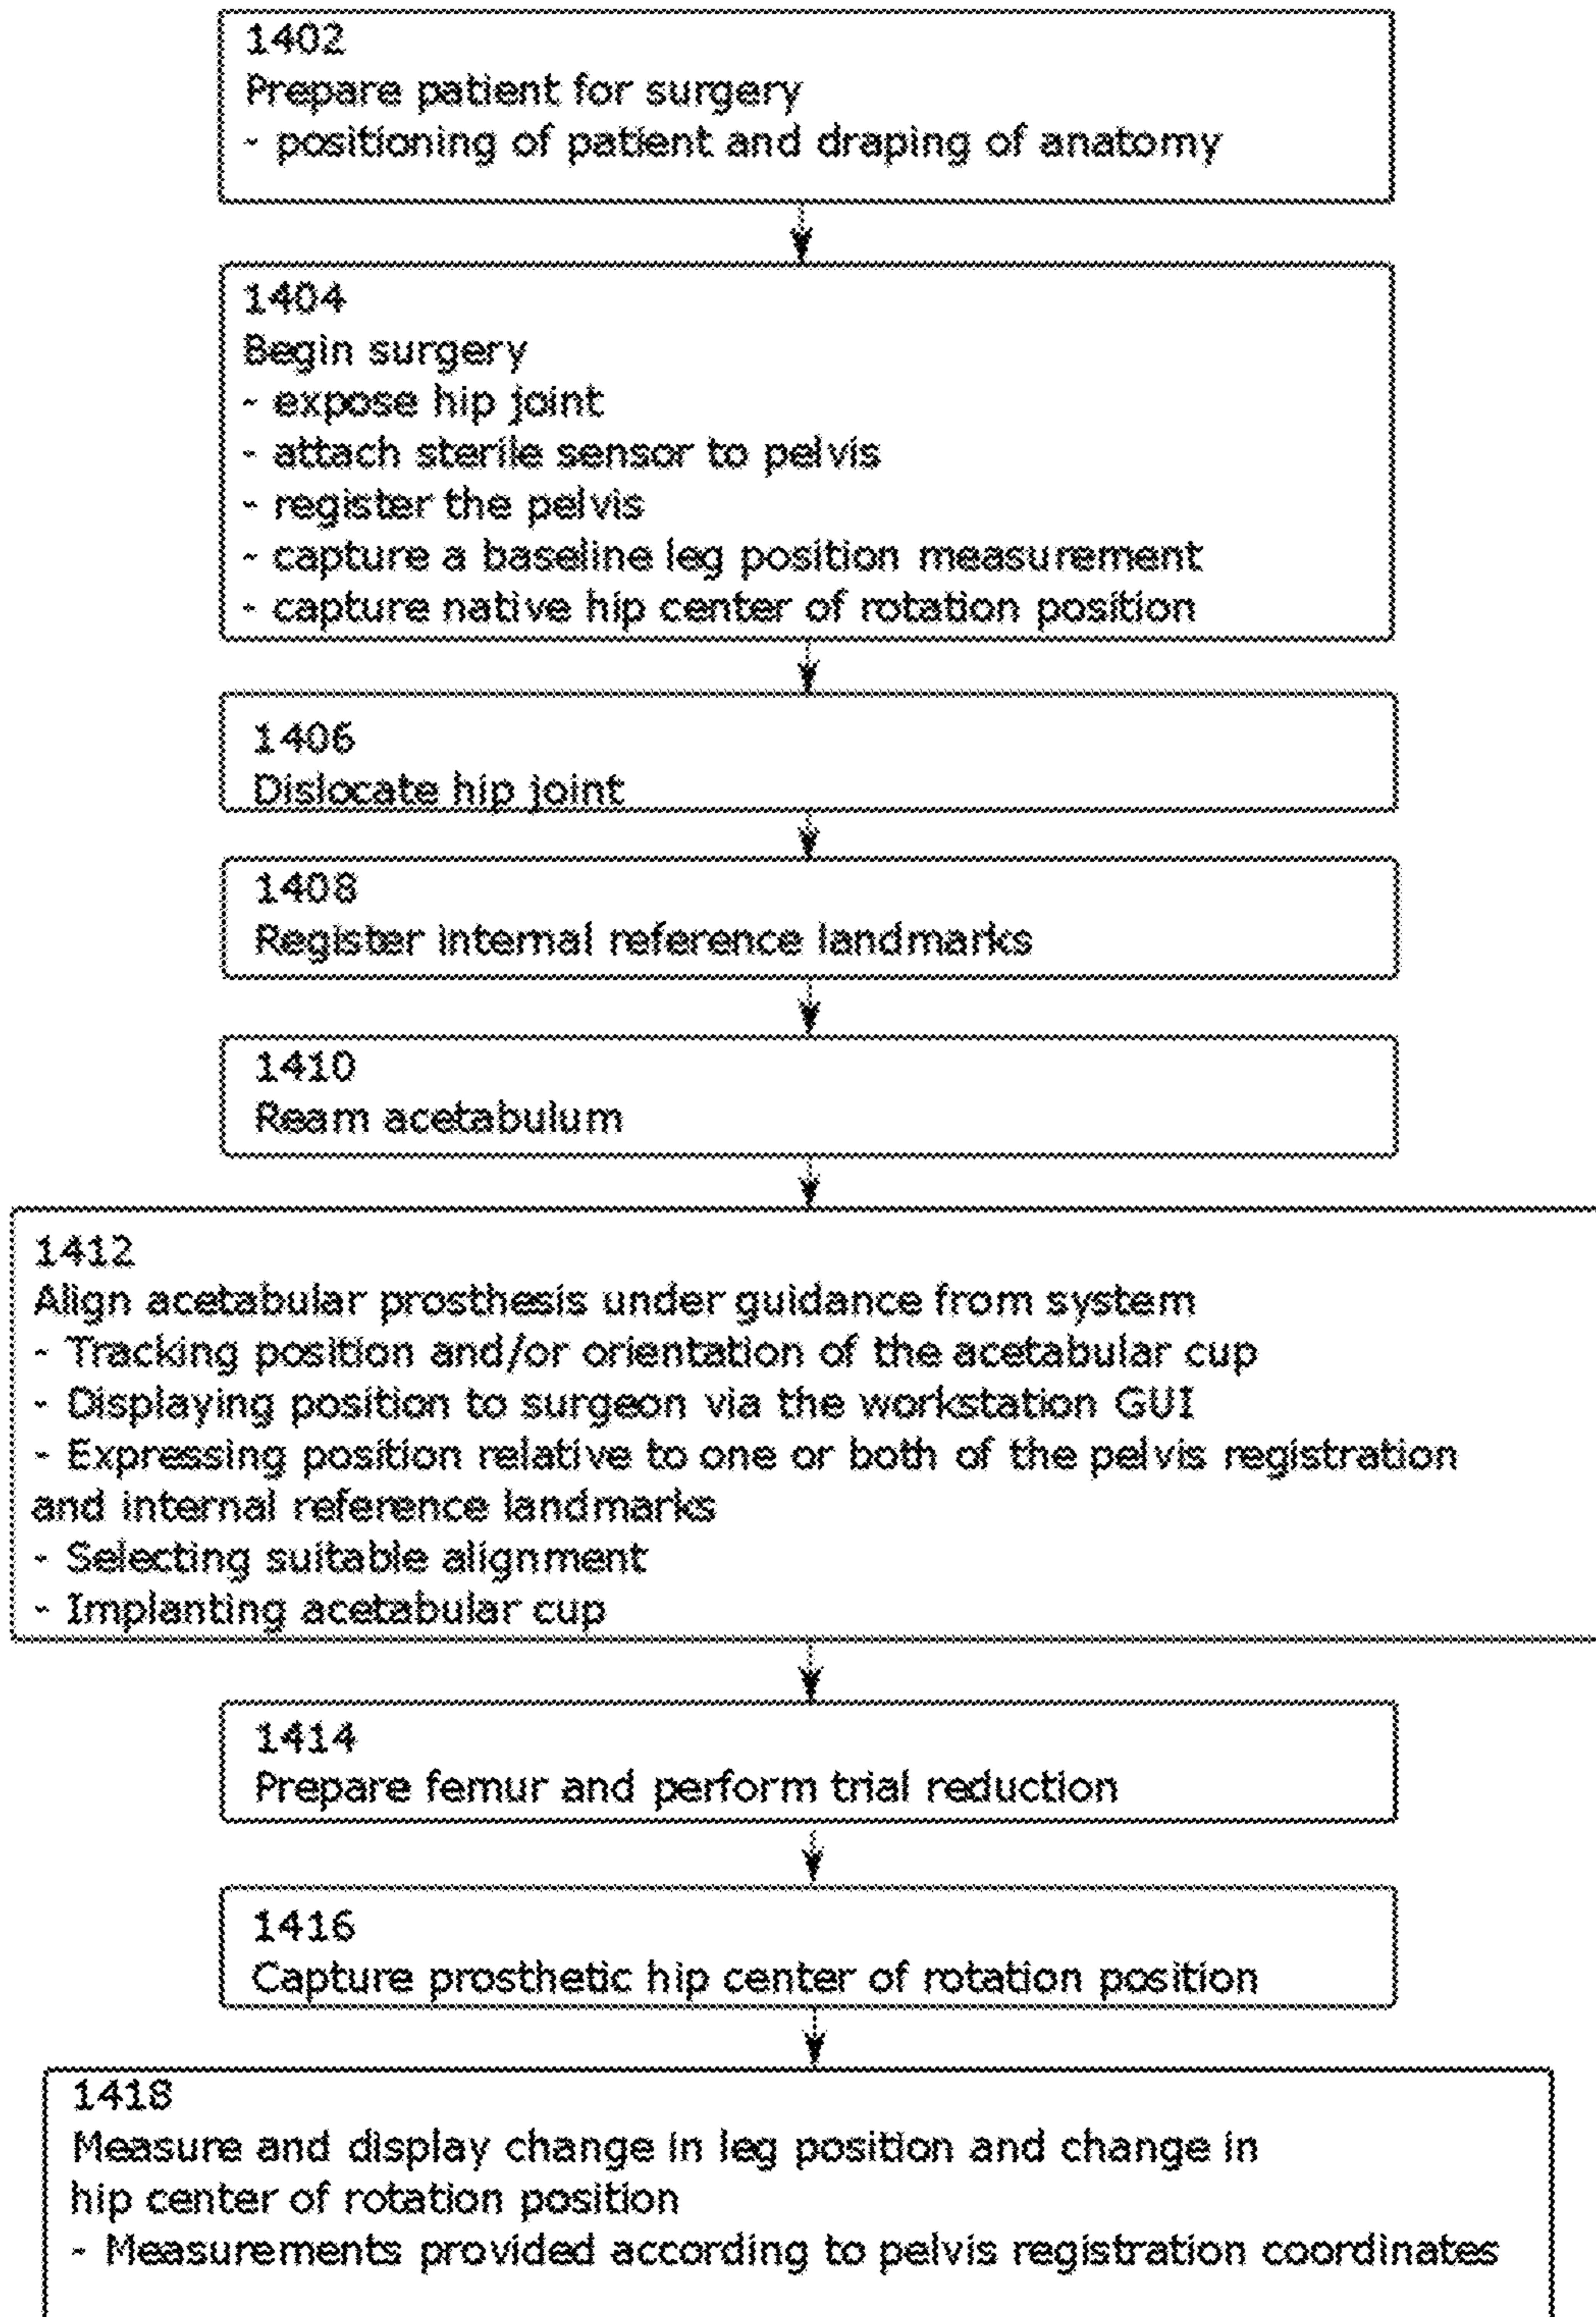 1402
Prepare patient for surgery
- positioning of patient and draping of anatomy
1404
Begin surgery
- expose hip joint
- attach sterile sensor to pelvis
- register the pelvis
- capture a baseline leg position measurement
- capture native hip center of rotation position
1406
Dislocate hip joint
1408
Register internal reference landmarks
1410
Ream acetabulum
1412
Align acetabular prosthesis under guidance from system
- Tracking position and/or orientation of the acetabular cup
- Displaying position to surgeon via the workstation GUI
- Expressing position relative to one or both of the pelvis registration
and internal reference landmarks
- Selecting suitable alignment
- Implanting acetabular cup
1414
Prepare femur and perform trial reduction
1416
Capture prosthetic hip center of rotation position
1418
Measure and display change in leg position and change in
hip center of rotation position
- Measurements provided according to pelvis registration coordinates